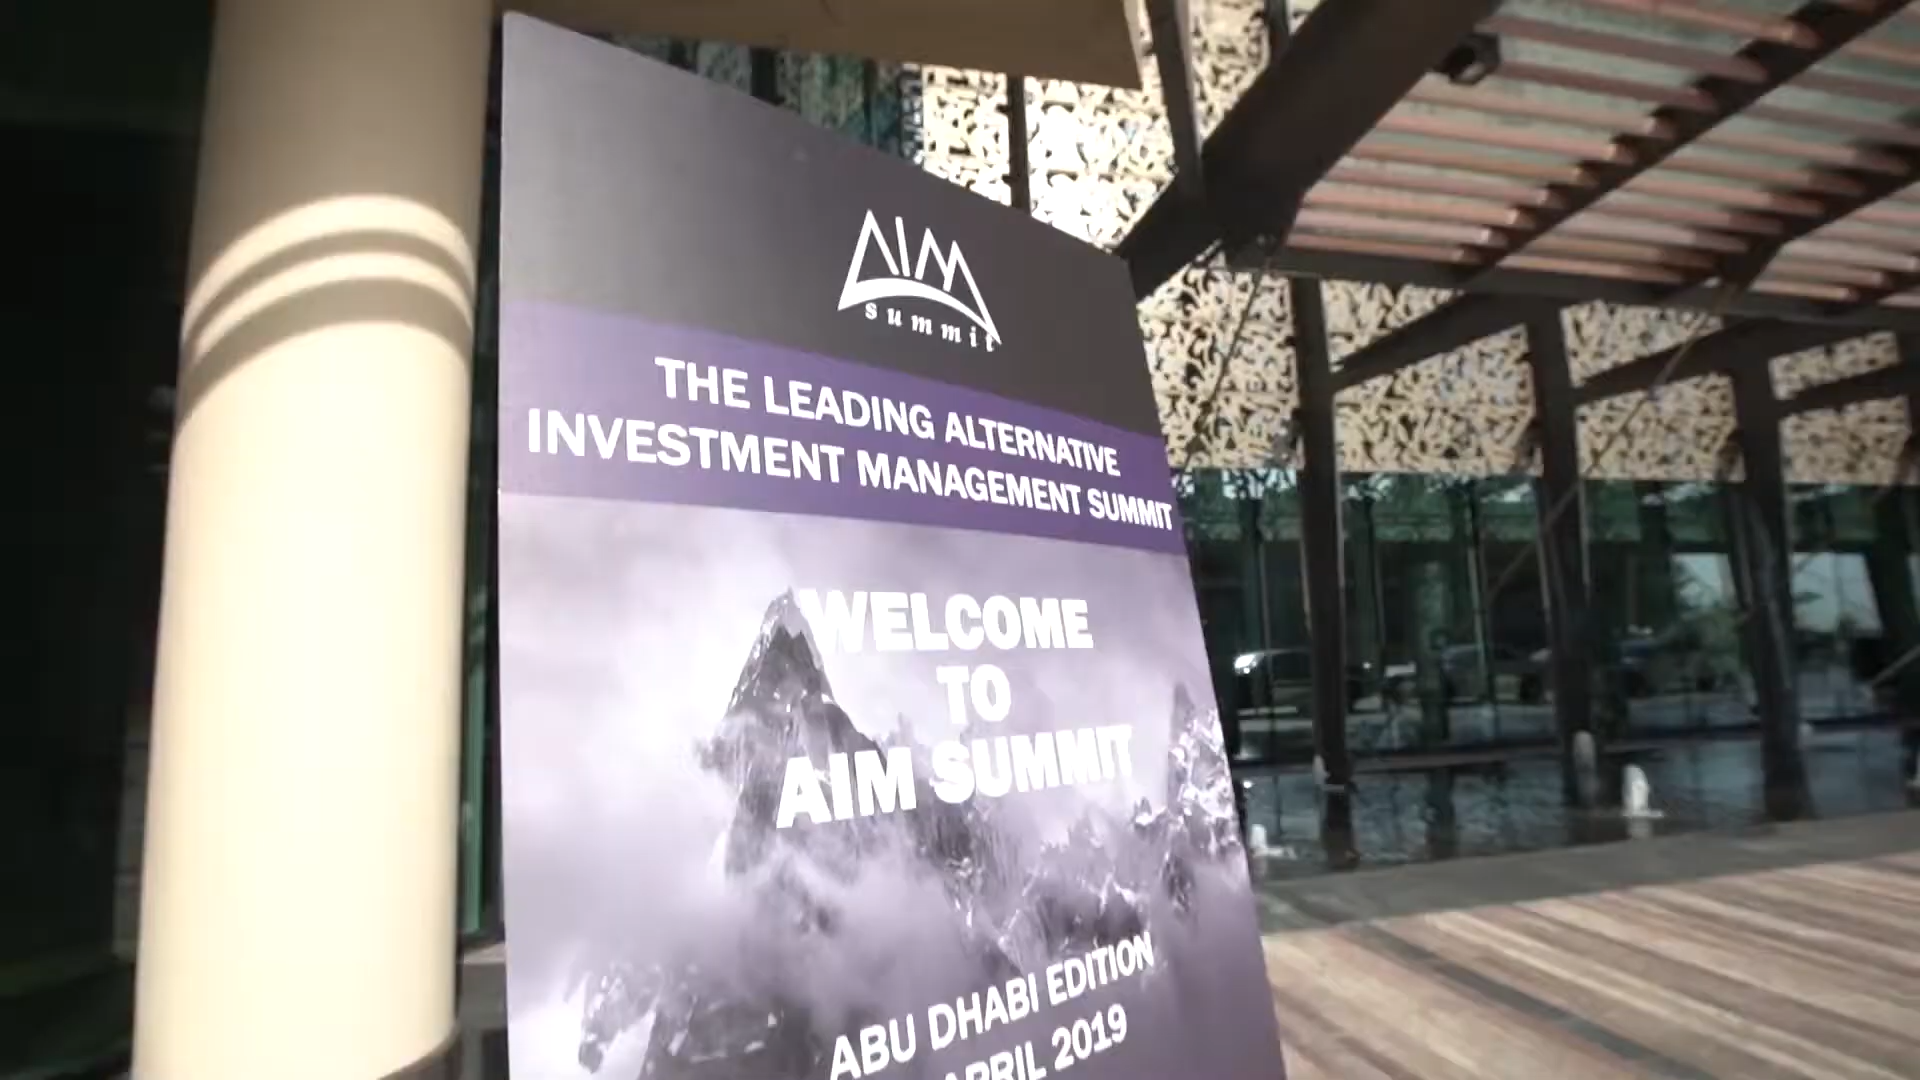 AIM
summit
THE LEADING ALTERNATIVE
INVESTMENT MANAGEMENT SUMMIT
WELCOME
TO
AIM SUMMIT
ABU DHABI EDITION
APRIL 2019